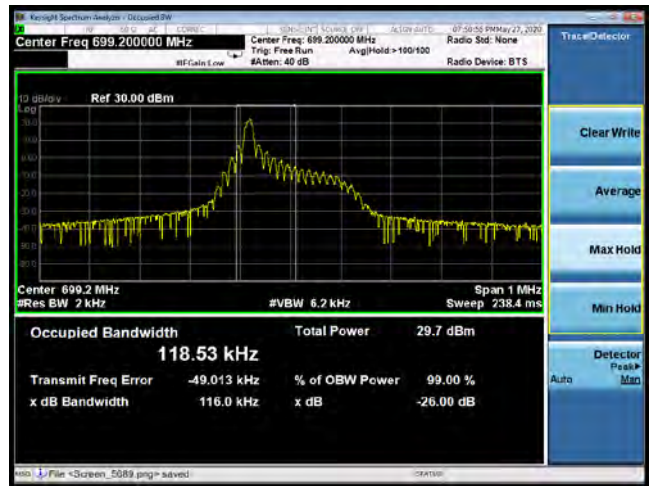 Keysight Spectrum Analyzer - Occupied BW
07:50:50 PM May 27, 2020
Center Freq 699.200000 MHz
Center Freq: 699.200000 MHz
Radio Std: None
Trace/Detector
Trig: Free Run Avg|Hold:>100/100
#IFGain:Low #Atten: 40 dB Radio Device: BTS
10 dB/div Ref 30.00 dBm
Log
Clear Write
Average
Max Hold
Min Hold
Center 699.2 MHz Span 1 MHz
#Res BW 2 kHz #VBW 6.2 kHz Sweep 238.4 ms
Occupied Bandwidth Total Power 29.7 dBm
118.53 kHz
Transmit Freq Error -49.013 kHz % of OBW Power 99.00 %
x dB Bandwidth 116.0 kHz x dB -26.00 dB
Detector
Peak▶
Auto Man
MSG File <Screen_5089.png> saved STATUS